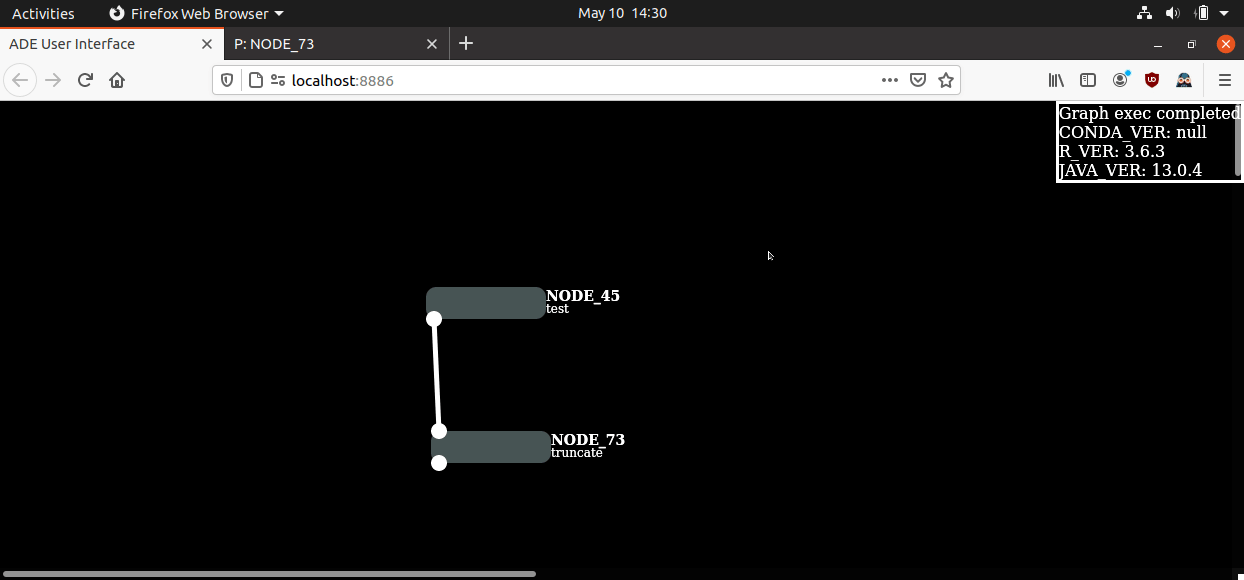 Activities Firefox Web Browser May 10 14:30
ADE User Interface P: NODE_73
localhost:8886
Graph exec completed
CONDA_VER: null
R_VER: 3.6.3
JAVA_VER: 13.0.4
NODE_45
test
NODE_73
truncate